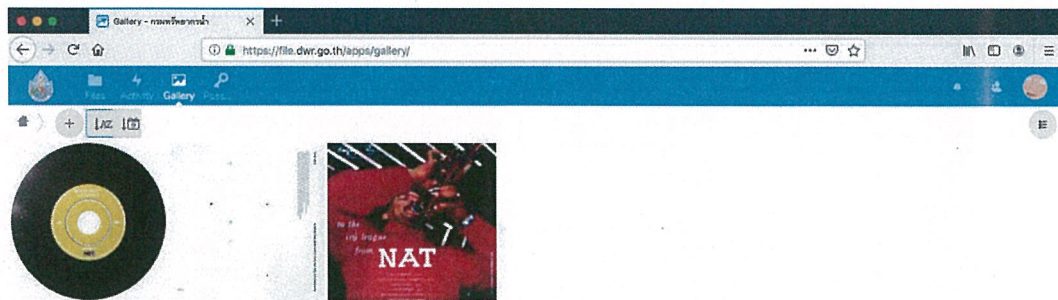 Gallery - กรมทรัพยากรน้ำ
https://file.dwr.go.th/apps/gallery/
Files Activity Gallery
to the
ivy league
from NAT